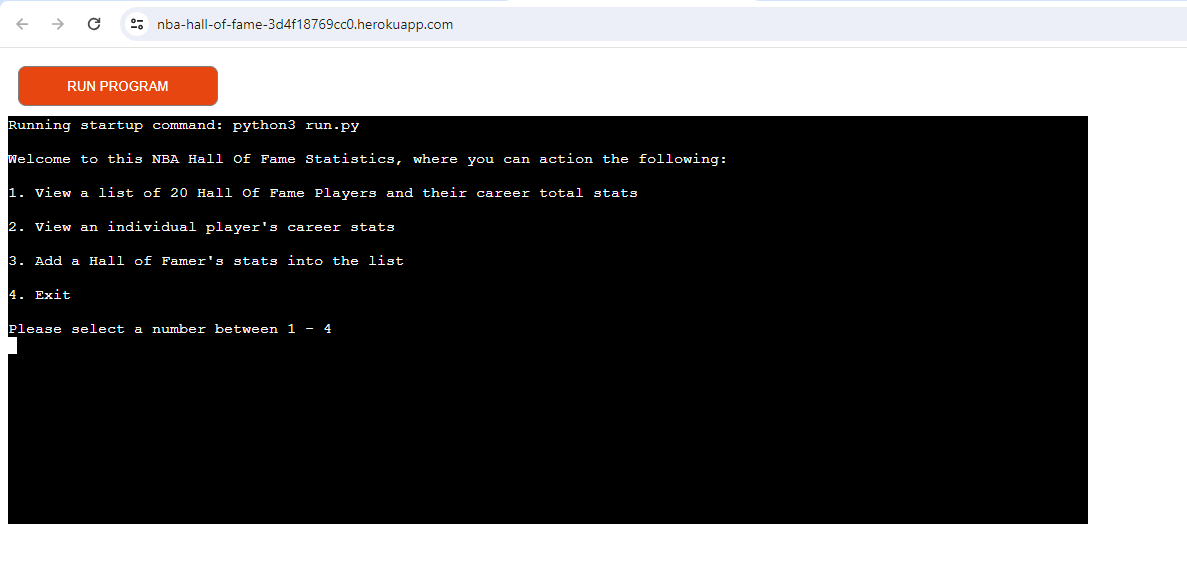 nba-hall-of-fame-3d4f18769cc0.herokuapp.com
RUN PROGRAM
Running startup command: python3 run.py
Welcome to this NBA Hall Of Fame Statistics, where you can action the following:
1. View a list of 20 Hall Of Fame Players and their career total stats
2. View an individual player's career stats
3. Add a Hall of Famer's stats into the list
4. Exit
Please select a number between 1 - 4